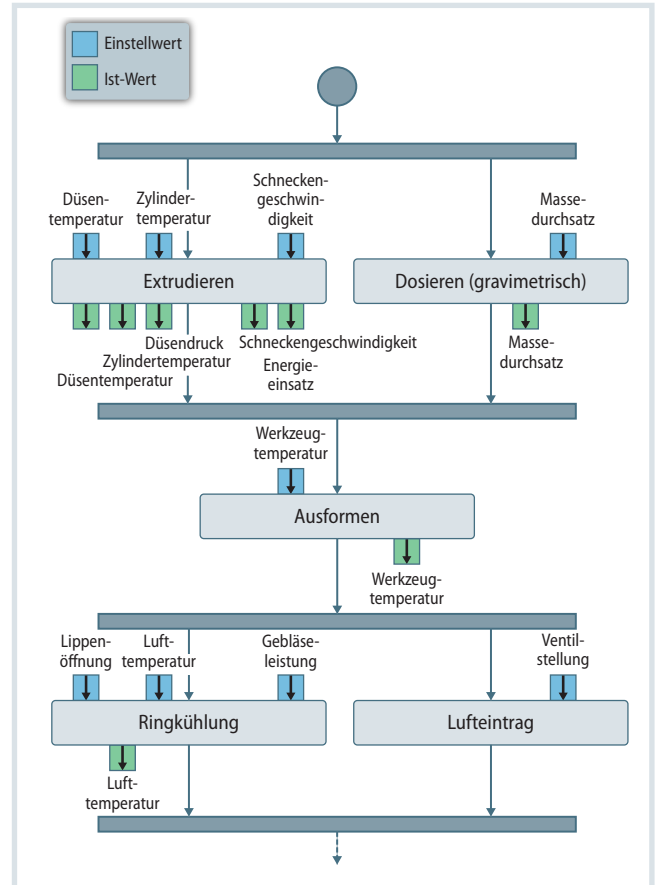 Einstellwert
Ist-Wert
Düsen-
temperatur
Zylinder-
temperatur
Schnecken-
geschwin-
digkeit
Masse-
durchsatz
Extrudieren
Dosieren (gravimetrisch)
Düsendruck
Zylindertemperatur
Düsentemperatur
Schneckengeschwindigkeit
Energie-
einsatz
Masse-
durchsatz
Werkzeug-
temperatur
Ausformen
Werkzeug-
temperatur
Lippen-
öffnung
Luft-
temperatur
Gebläse-
leistung
Ventil-
stellung
Ringkühlung
Lufteintrag
Luft-
temperatur